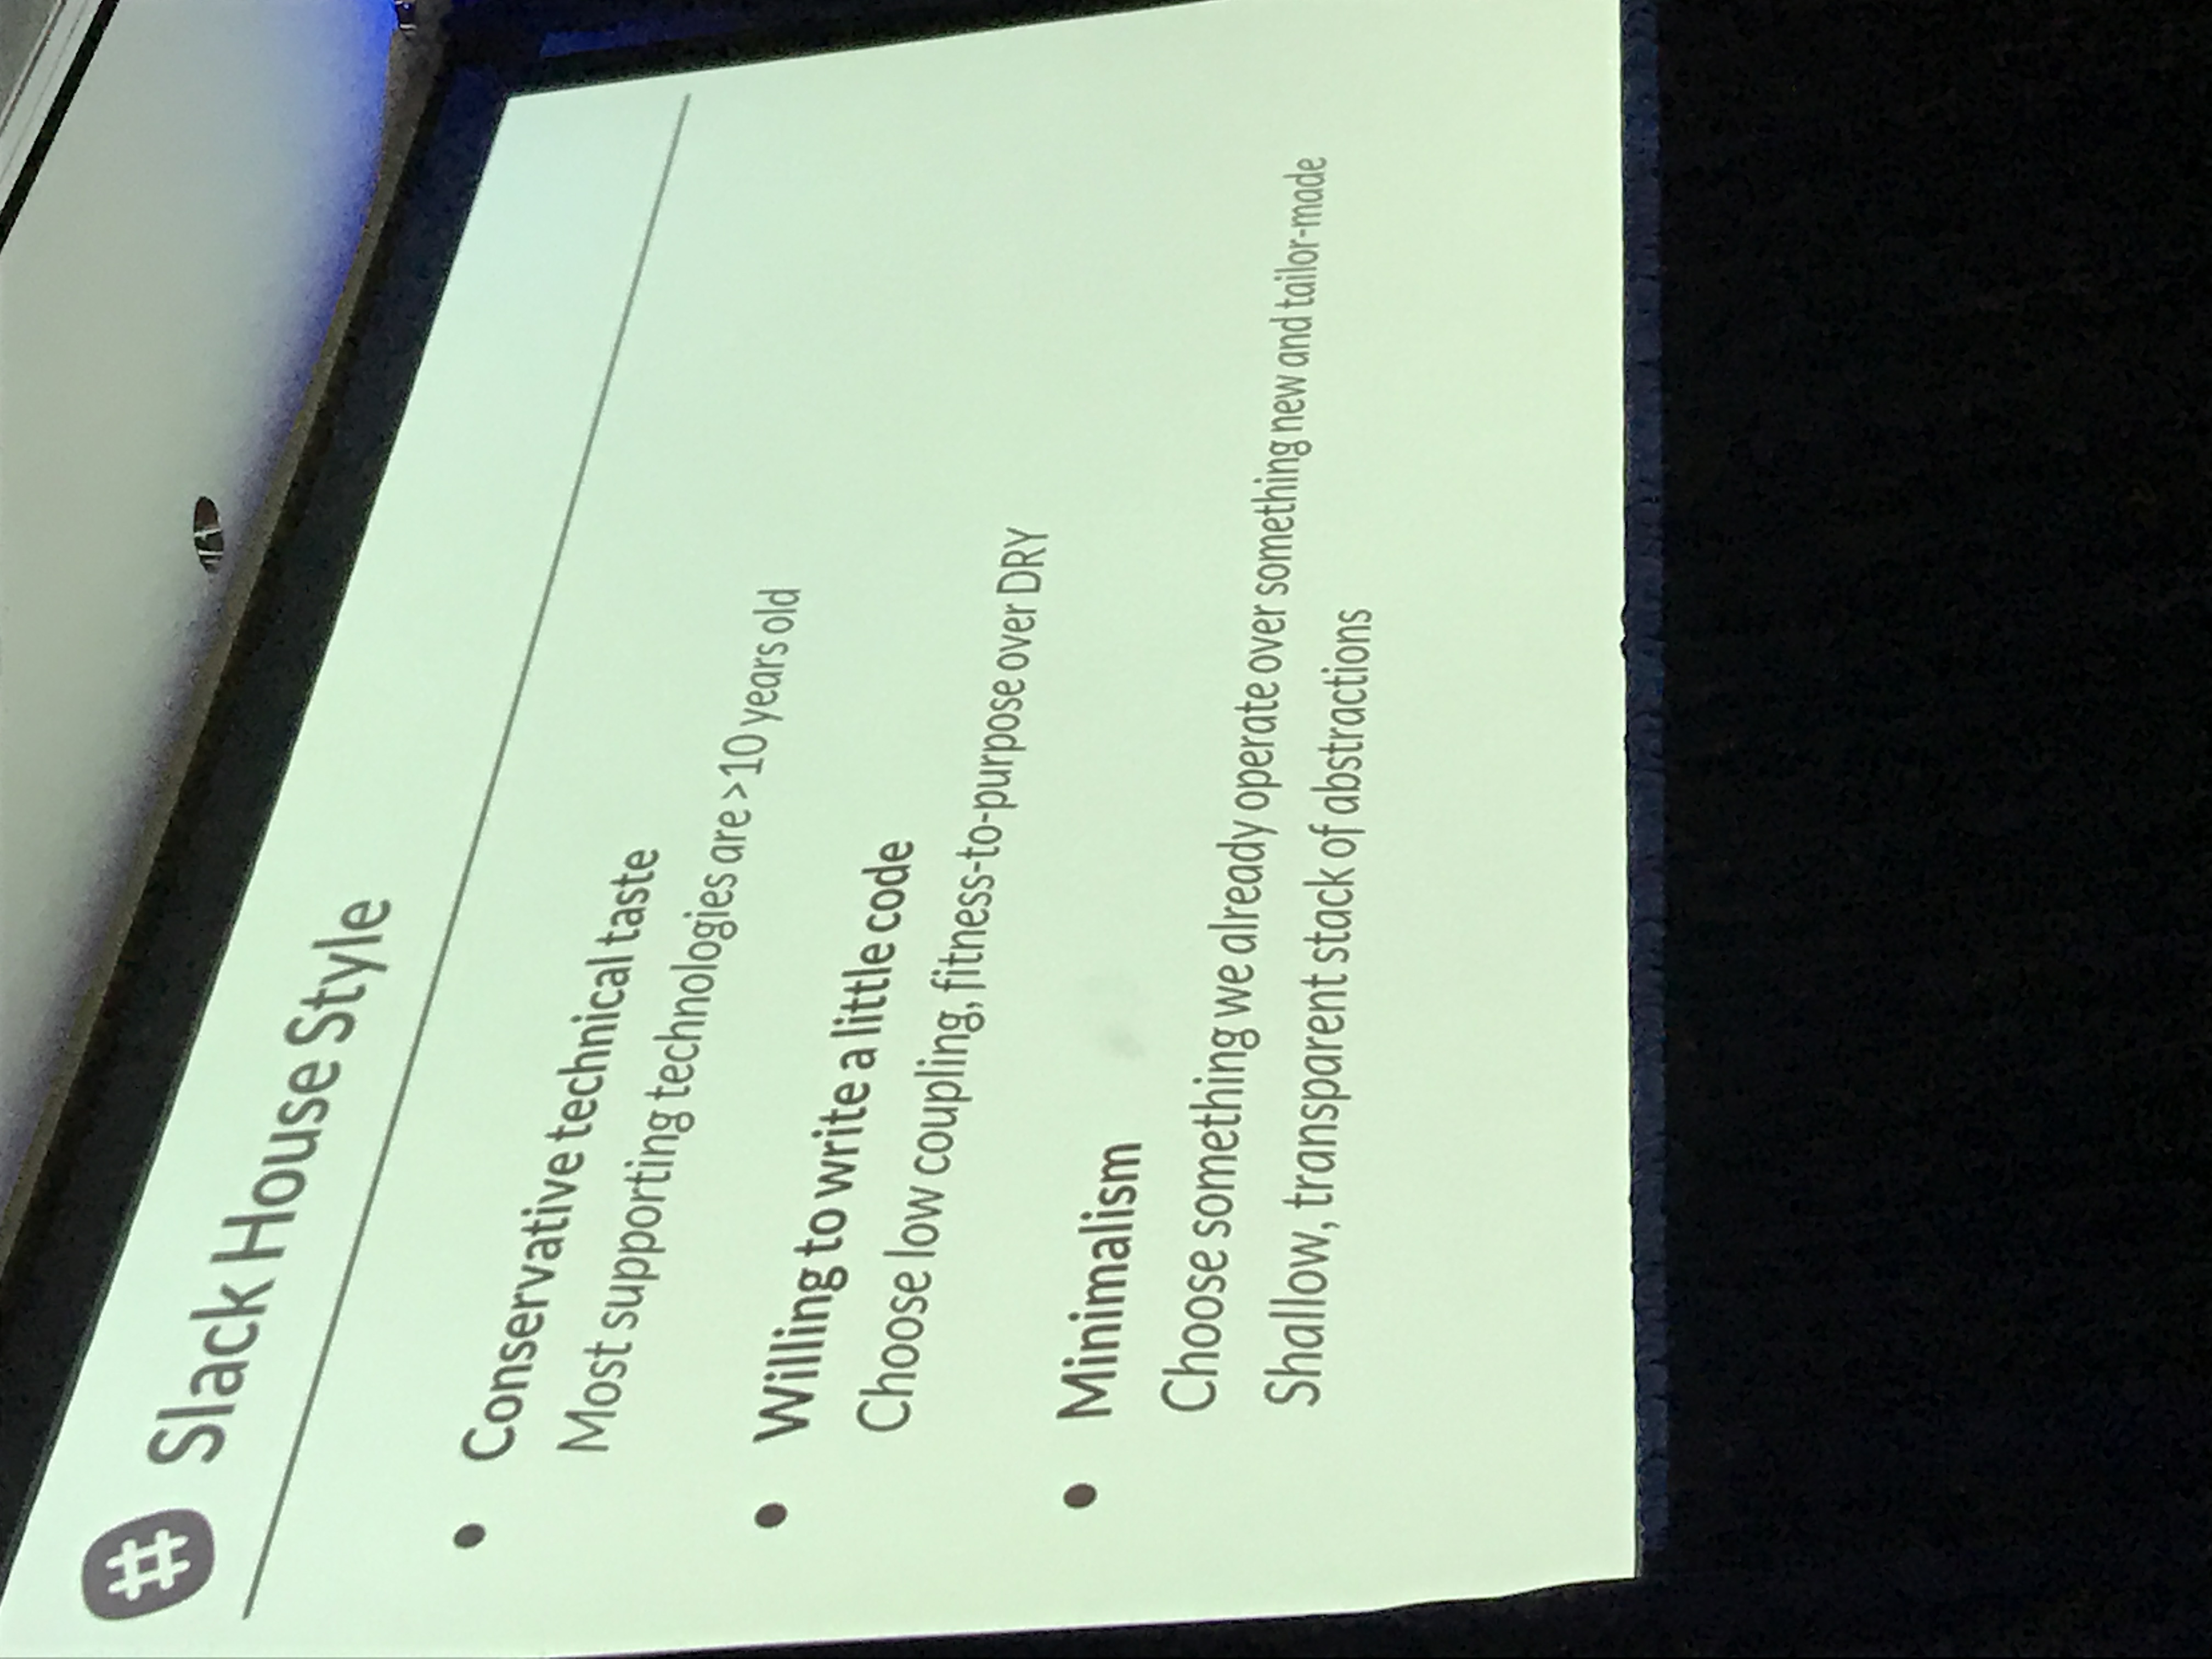 # Slack House Style
● Conservative technical taste
Most supporting technologies are >10 years old
● Willing to write a little code
Choose low coupling, fitness-to-purpose over DRY
● Minimalism
Choose something we already operate over something new and tailor-made
Shallow, transparent stack of abstractions